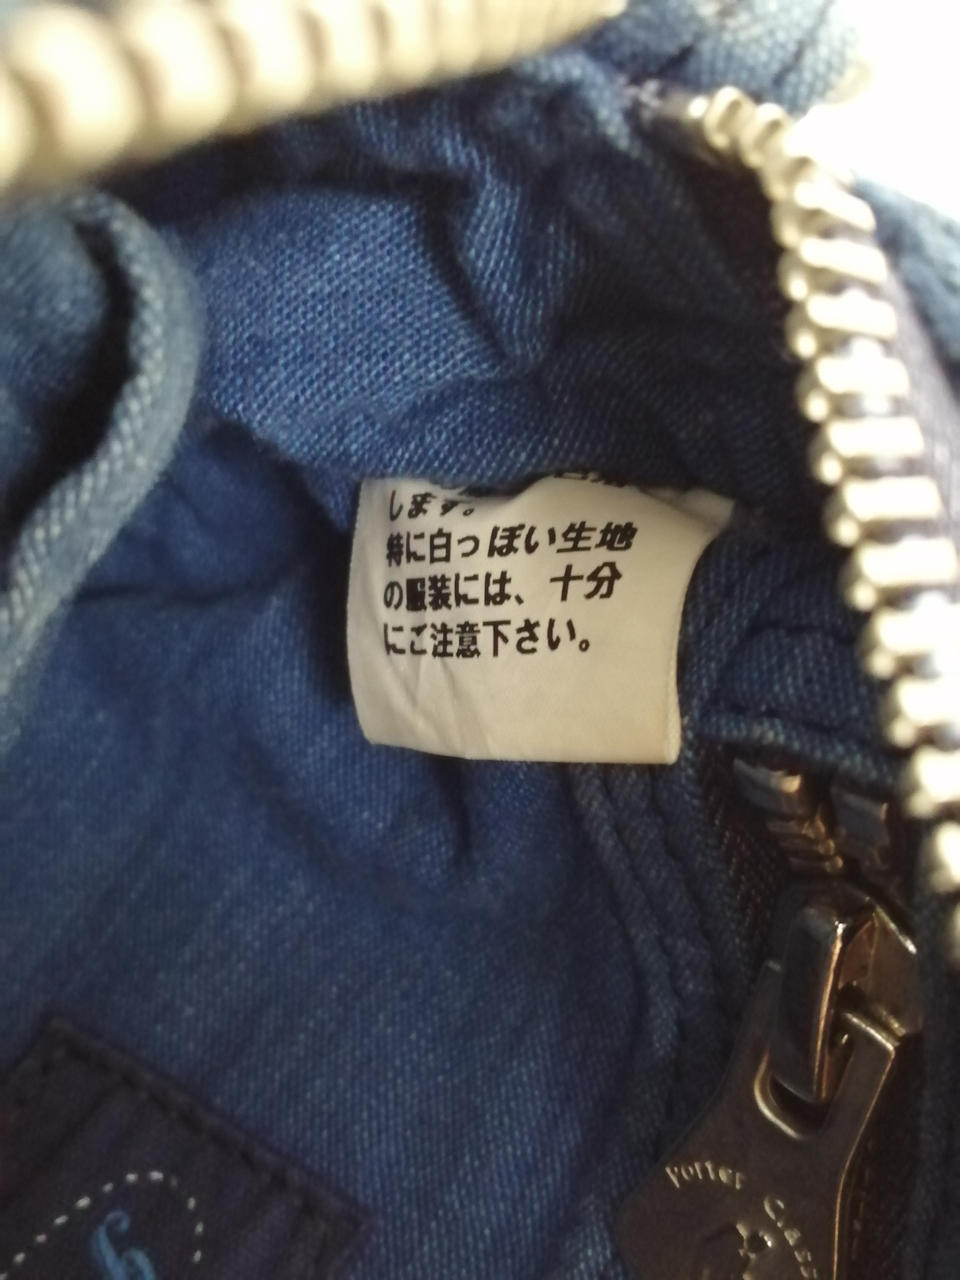 します。
特に白っぽい生地
の服装には、十分
にご注意下さい。
Porter Class